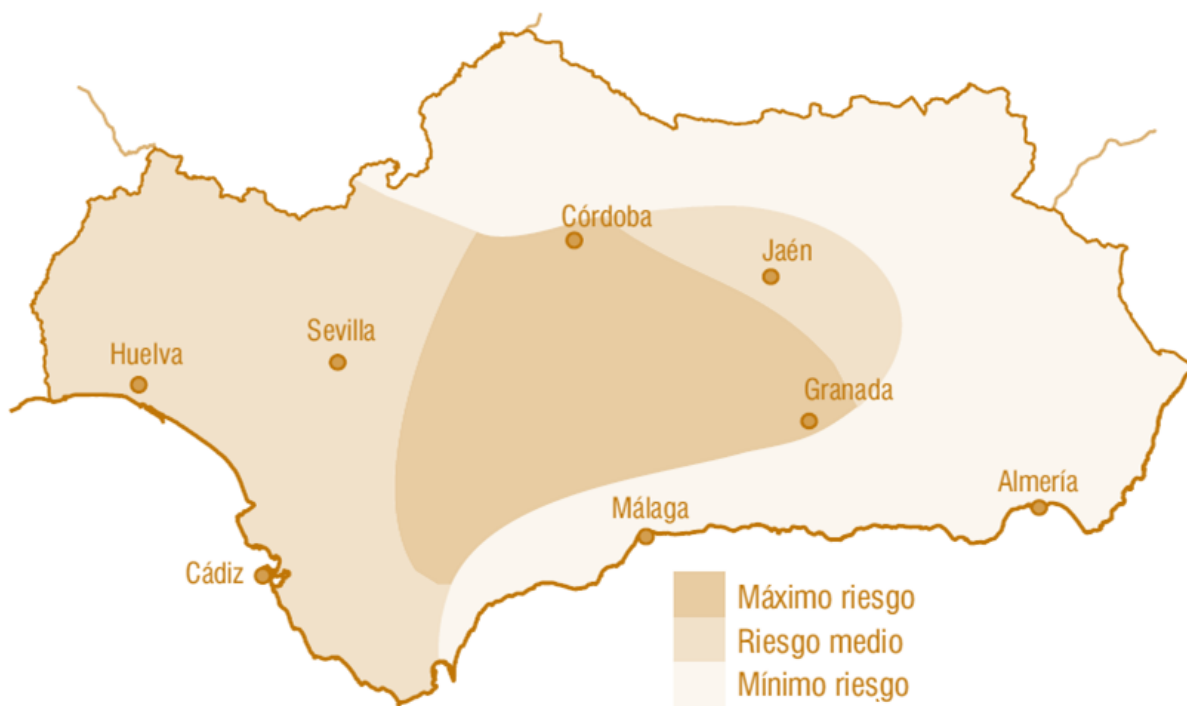 Córdoba
Jaén
Sevilla
Huelva
Granada
Almería
Málaga
Cádiz
Máximo riesgo
Riesgo medio
Mínimo riesgo